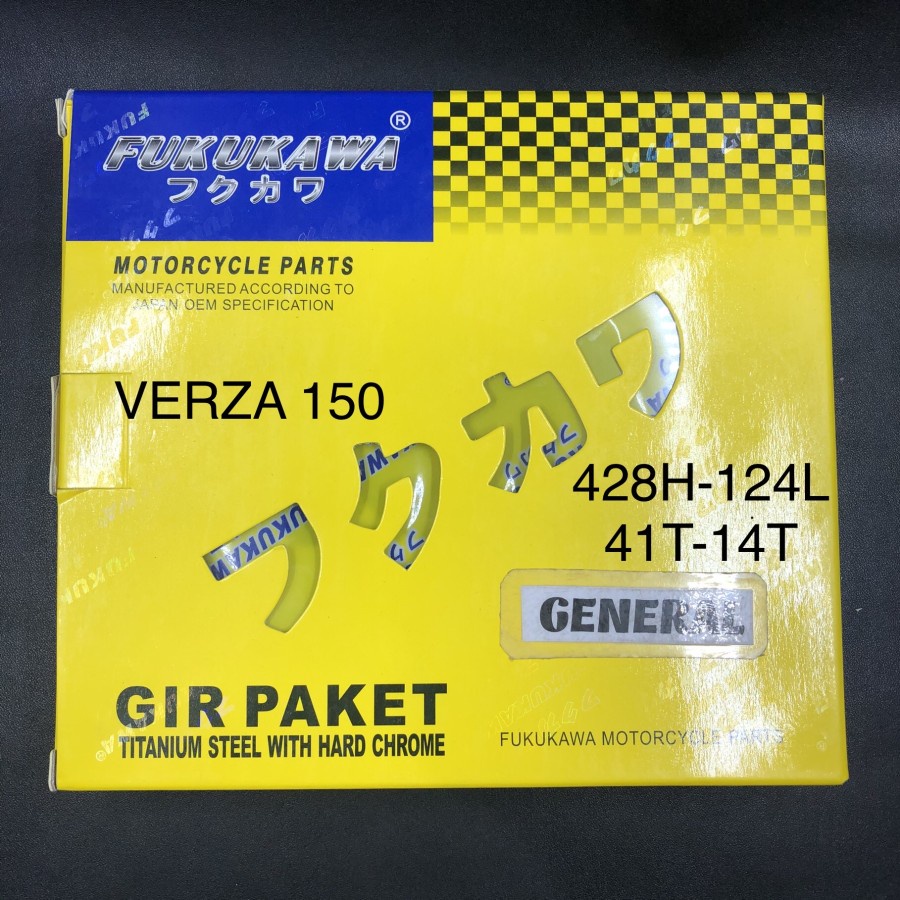 FUKUKAWA ®
フクカワ
MOTORCYCLE PARTS
MANUFACTURED ACCORDING TO
JAPAN OEM SPECIFICATION
VERZA 150
フクカワ
428H-124L
41T-14T
GENERAL
GIR PAKET
TITANIUM STEEL WITH HARD CHROME
FUKUKAWA MOTORCYCLE PARTS